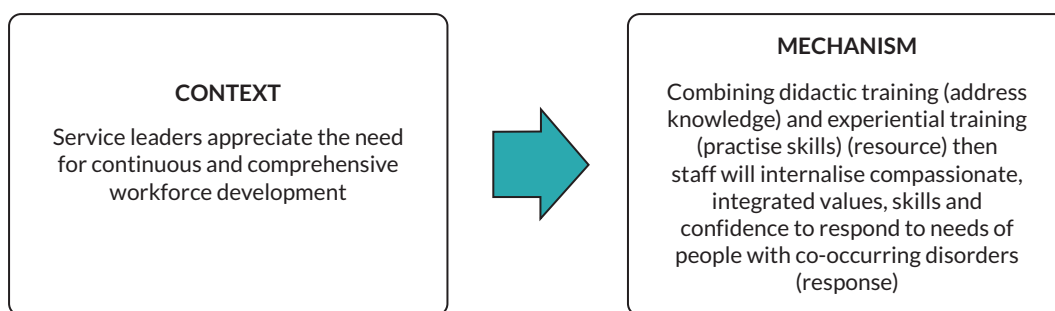 CONTEXT
Service leaders appreciate the need
for continuous and comprehensive
workforce development
MECHANISM
Combining didactic training (address
knowledge) and experiential training
(practise skills) (resource) then
staff will internalise compassionate,
integrated values, skills and
confidence to respond to needs of
people with co-occurring disorders
(response)